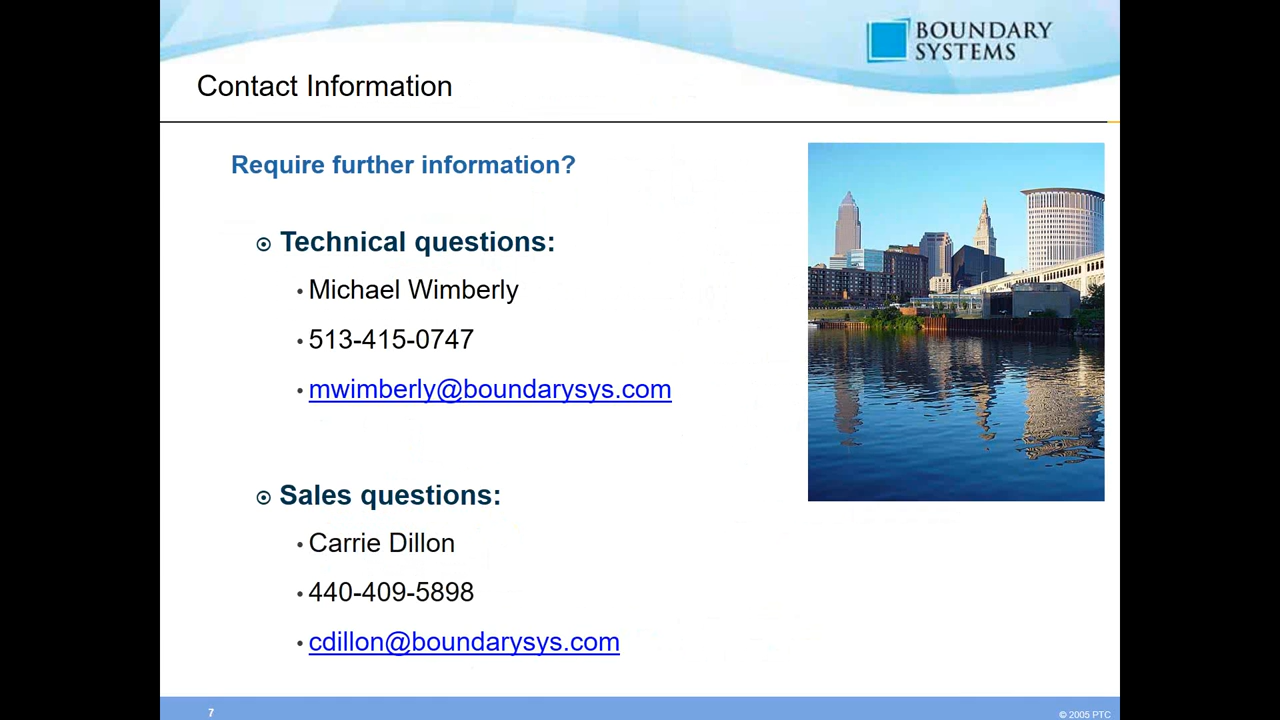 BOUNDARY
SYSTEMS
Contact Information
Require further information?
Technical questions:
• Michael Wimberly
• 513-415-0747
• mwimberly@boundarysys.com
Sales questions:
• Carrie Dillon
• 440-409-5898
• cdillon@boundarysys.com
7
© 2005 PTC